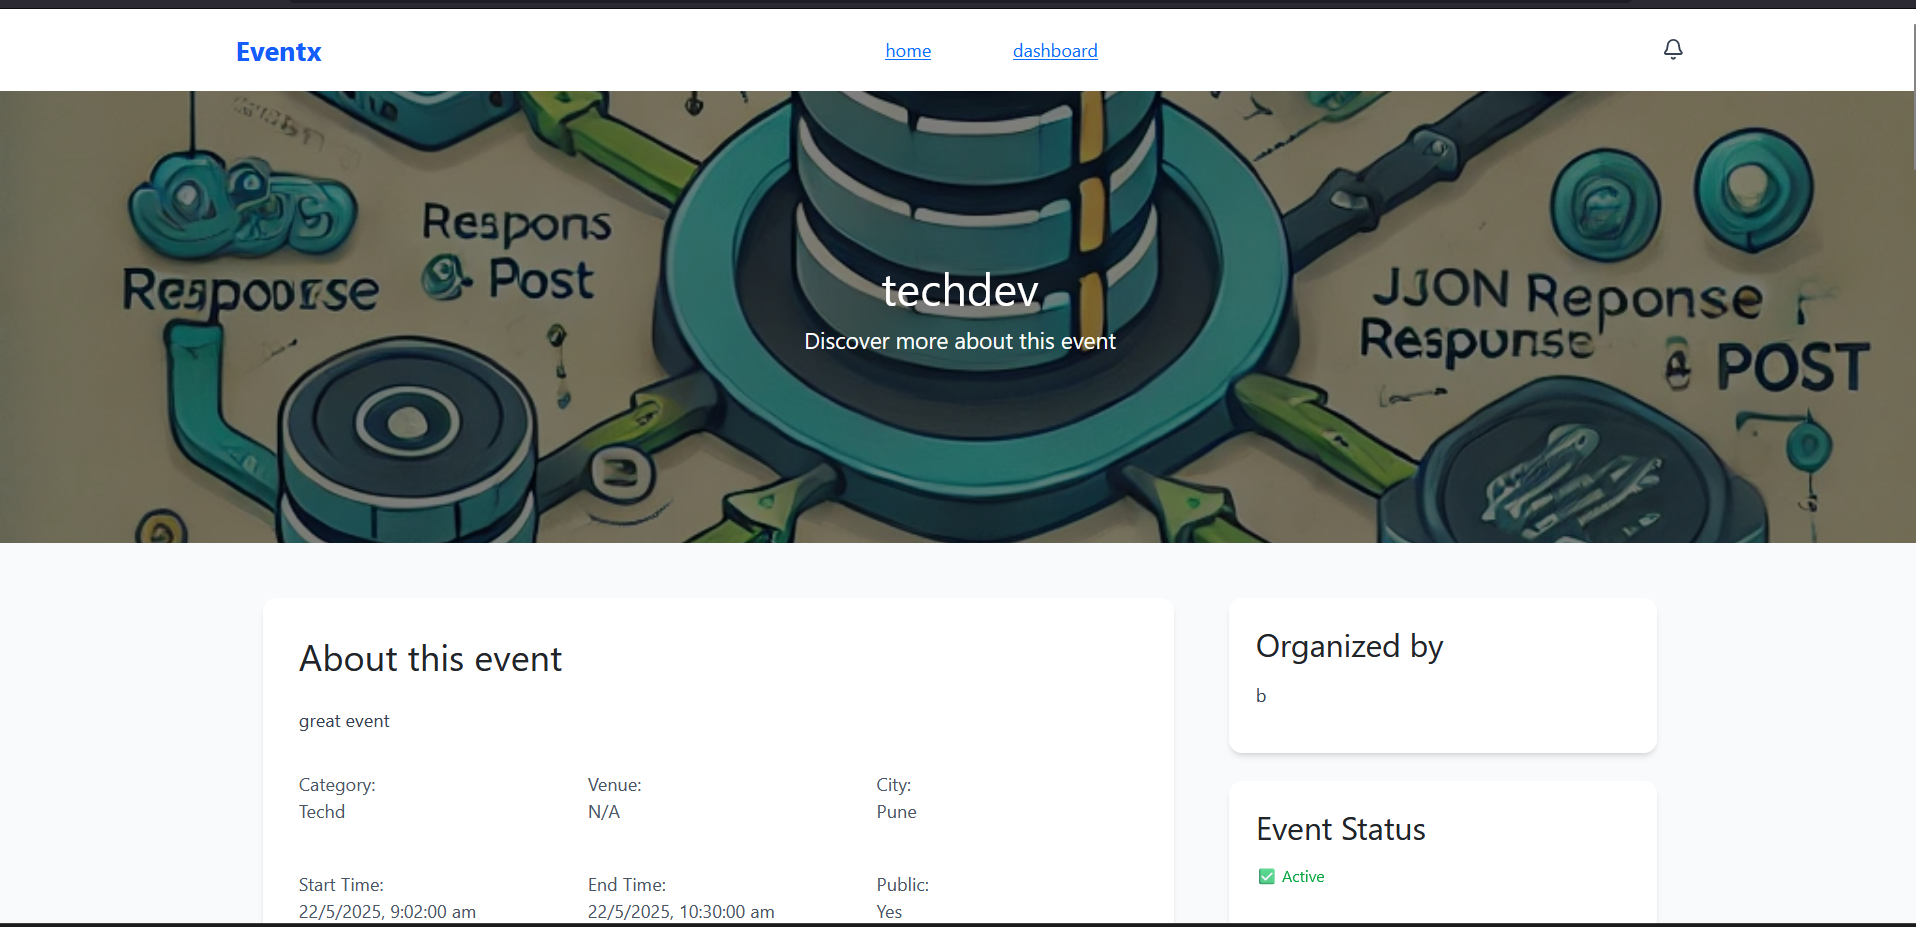 Eventx
home
dashboard
Respons
Post
Respoorse
JJON Reponse
Respunse
POST
techdev
Discover more about this event
About this event
great event
Category:
Techd
Venue:
N/A
City:
Pune
Start Time:
22/5/2025, 9:02:00 am
End Time:
22/5/2025, 10:30:00 am
Public:
Yes
Organized by
b
Event Status
✅ Active